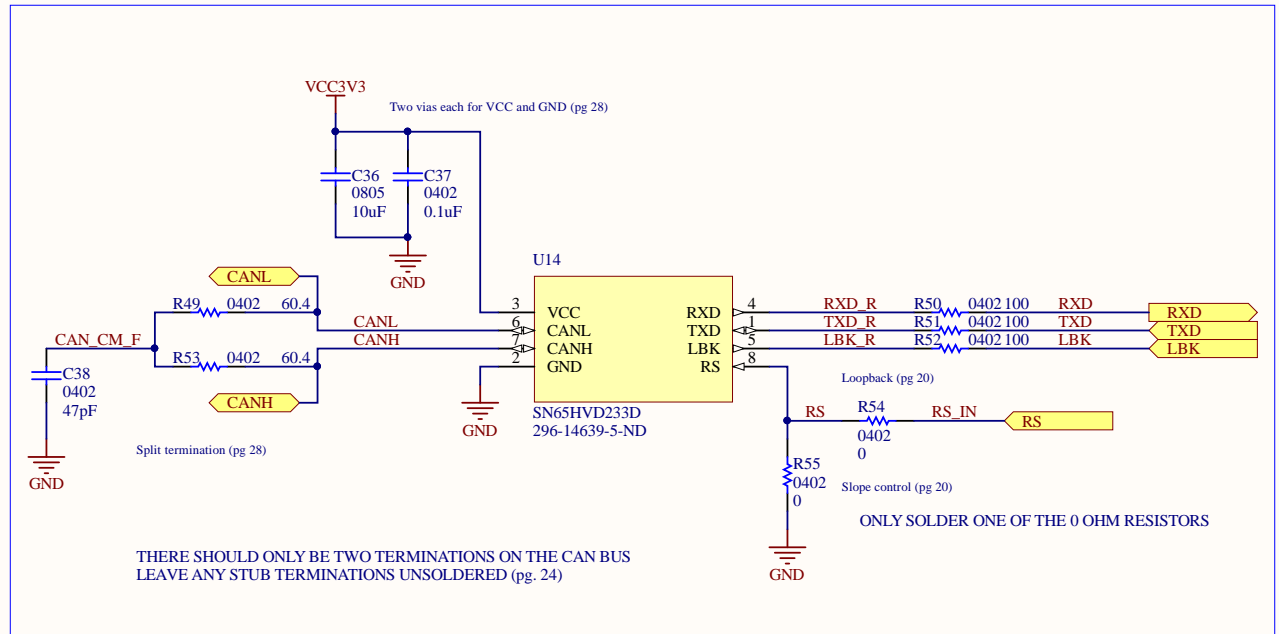 VCC3V3
Two vias each for VCC and GND (pg 28)
C36
0805
10uF
C37
0402
0.1uF
GND
U14
CANL
R49 0402 60.4
CANL
CANH
CAN_CM_F
R53 0402 60.4
CANH
C38
0402
47pF
GND
Split termination (pg 28)
3 VCC
6 CANL
7 CANH
2 GND
RXD 4
TXD 1
LBK 5
RS 8
GND
SN65HVD233D
296-14639-5-ND
RXD_R R50 0402 100 RXD RXD
TXD_R R51 0402 100 TXD TXD
LBK_R R52 0402 100 LBK LBK
Loopback (pg 20)
RS R54 RS_IN RS
0402
0
R55
0402
0
Slope control (pg 20)
ONLY SOLDER ONE OF THE 0 OHM RESISTORS
GND
THERE SHOULD ONLY BE TWO TERMINATIONS ON THE CAN BUS
LEAVE ANY STUB TERMINATIONS UNSOLDERED (pg. 24)